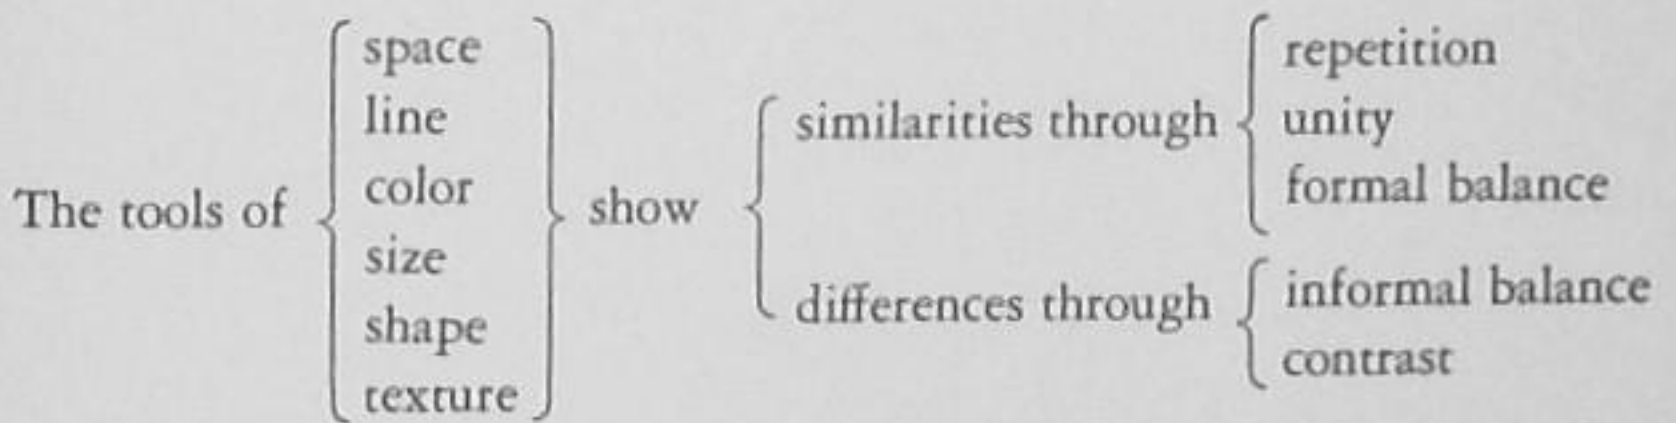 The tools of
space
line
color
size
shape
texture
show
similarities through
repetition
unity
formal balance
differences through
informal balance
contrast